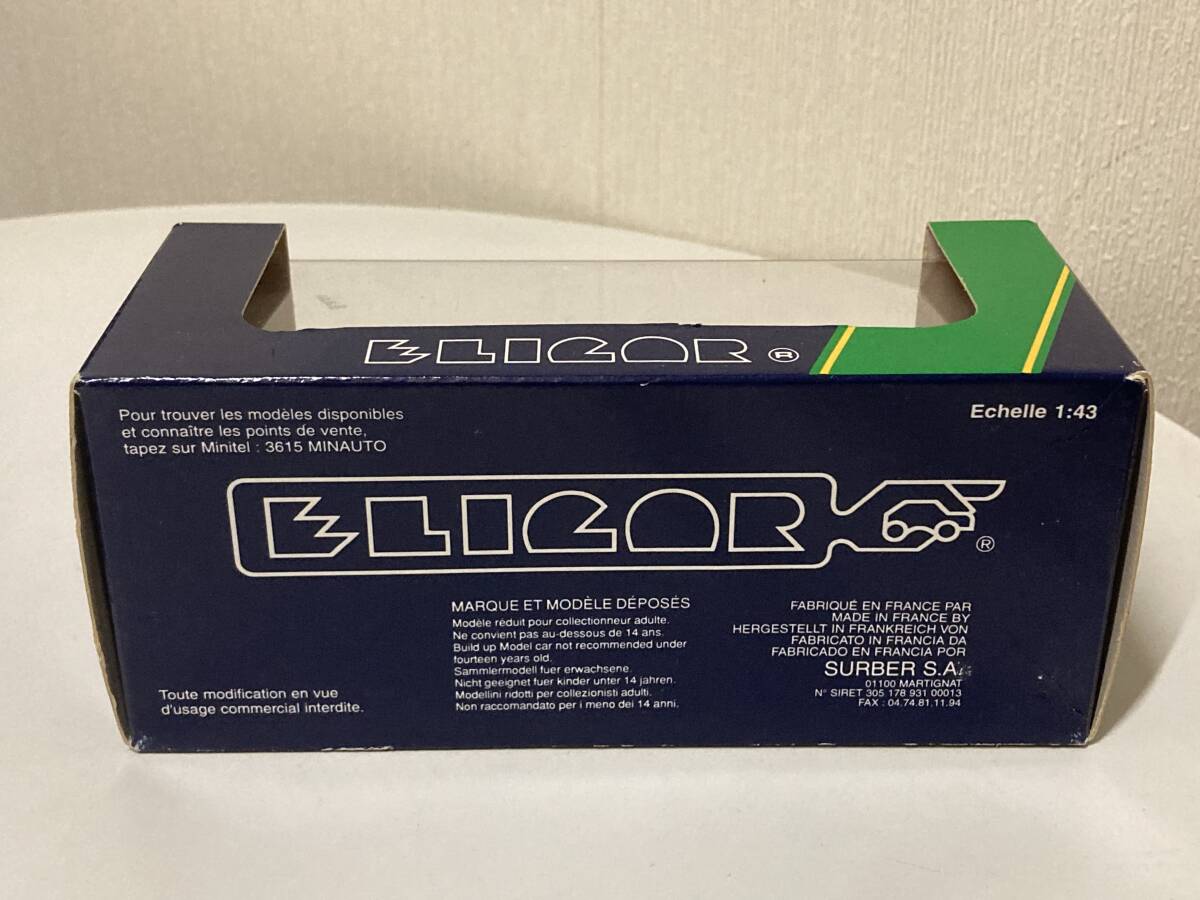 ELIGOR ®
Pour trouver les modèles disponibles
et connaître les points de vente,
tapez sur Minitel : 3615 MINAUTO
Echelle 1:43
ELIGOR
®
MARQUE ET MODÈLE DÉPOSÉS
Modèle réduit pour collectionneur adulte.
Ne convient pas au-dessous de 14 ans.
Build up Model car not recommended under
fourteen years old.
Sammlermodell fuer erwachsene.
Nicht geeignet fuer kinder unter 14 jahren.
Modellini ridotti per collezionisti adulti.
Non raccomandato per i meno dei 14 anni.
FABRIQUÉ EN FRANCE PAR
MADE IN FRANCE BY
HERGESTELLT IN FRANKREICH VON
FABRICATO IN FRANCIA DA
FABRICADO EN FRANCIA POR
SURBER S.A.
01100 MARTIGNAT
N° SIRET 305 178 931 00013
FAX : 04.74.81.11.94
Toute modification en vue
d'usage commercial interdite.